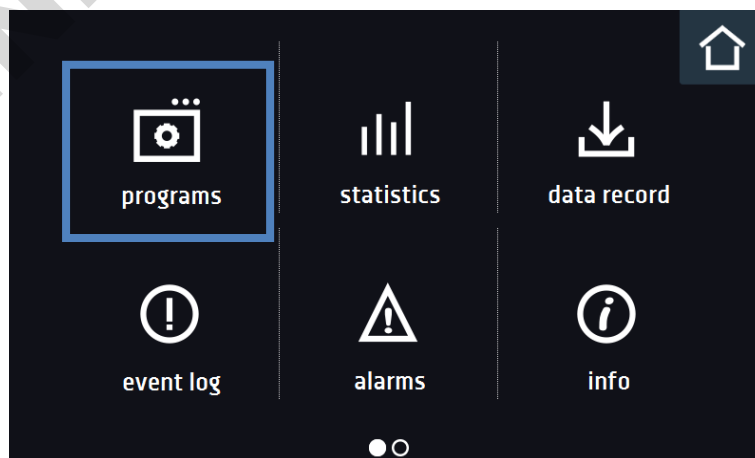 programs
statistics
data record
event log
alarms
info